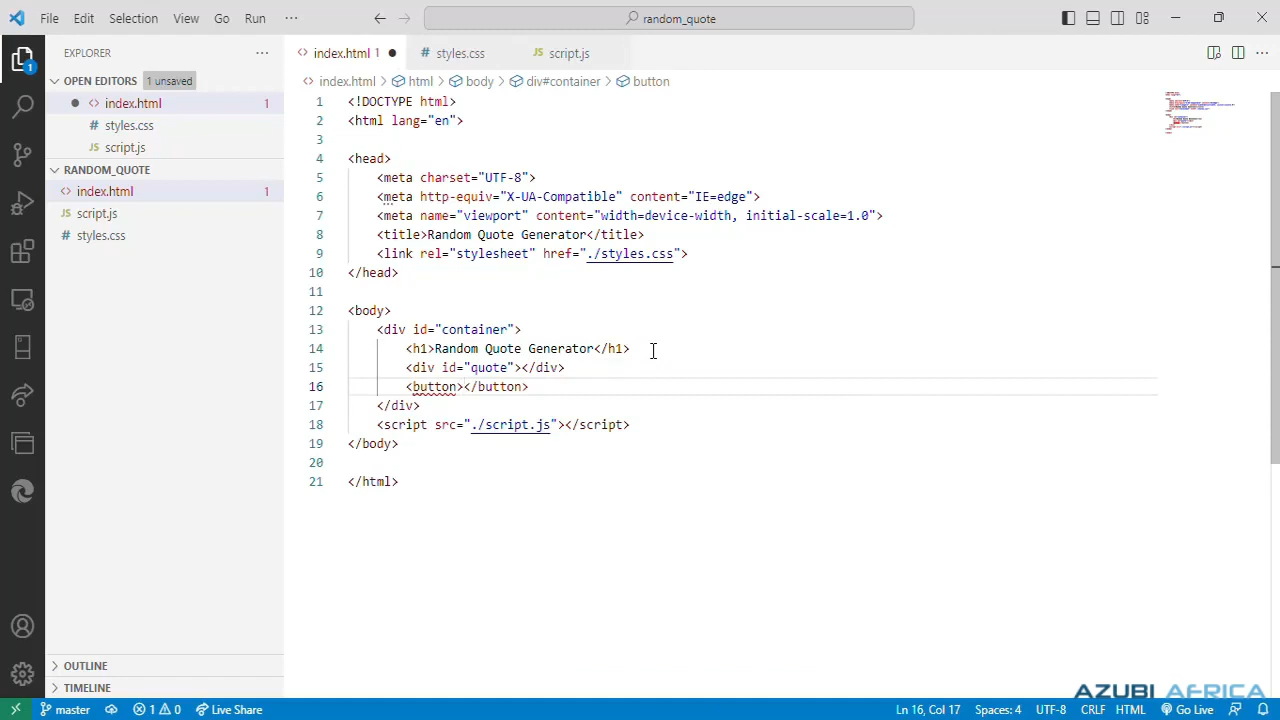 File Edit Selection View Go Run ··· random_quote
EXPLORER ···
OPEN EDITORS 1 unsaved
index.html 1
styles.css
script.js
RANDOM_QUOTE
index.html 1
script.js
styles.css
OUTLINE
TIMELINE
index.html 1 styles.css script.js
index.html > html > body > div#container > button
1 <!DOCTYPE html>
2 <html lang="en">
3
4 <head>
5 <meta charset="UTF-8">
6 <meta http-equiv="X-UA-Compatible" content="IE=edge">
7 <meta name="viewport" content="width=device-width, initial-scale=1.0">
8 <title>Random Quote Generator</title>
9 <link rel="stylesheet" href="./styles.css">
10 </head>
11
12 <body>
13 <div id="container">
14 <h1>Random Quote Generator</h1>
15 <div id="quote"></div>
16 <button></button>
17 </div>
18 <script src="./script.js"></script>
19 </body>
20
21 </html>
AZUBI AFRICA
master 1 0 Live Share Ln 16, Col 17 Spaces: 4 UTF-8 CRLF HTML Go Live